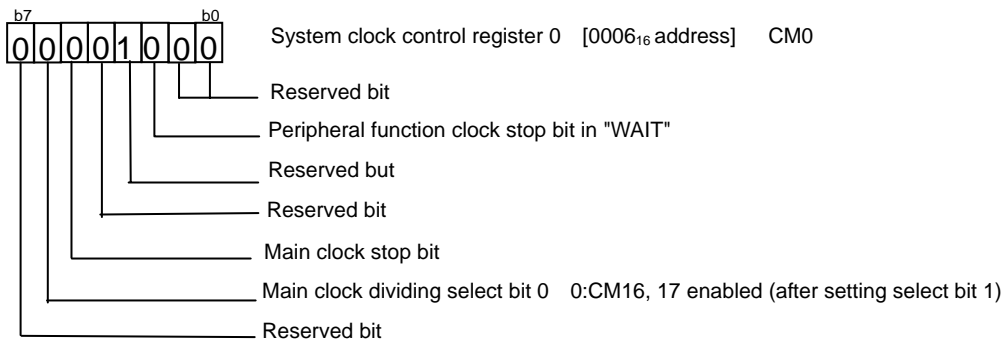 b7 b0
0 0 0 0 1 0 0 0 System clock control register 0 [0006₁₆ address] CM0
Reserved bit
Peripheral function clock stop bit in "WAIT"
Reserved but
Reserved bit
Main clock stop bit
Main clock dividing select bit 0 0:CM16, 17 enabled (after setting select bit 1)
Reserved bit